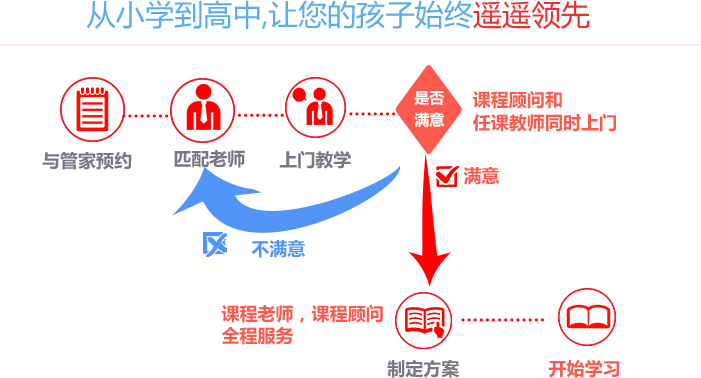 从小学到高中,让您的孩子始终遥遥领先
是否
满意
课程顾问和
任课教师同时上门
与管家预约
匹配老师
上门教学
满意
不满意
课程老师，课程顾问
全程服务
制定方案
开始学习